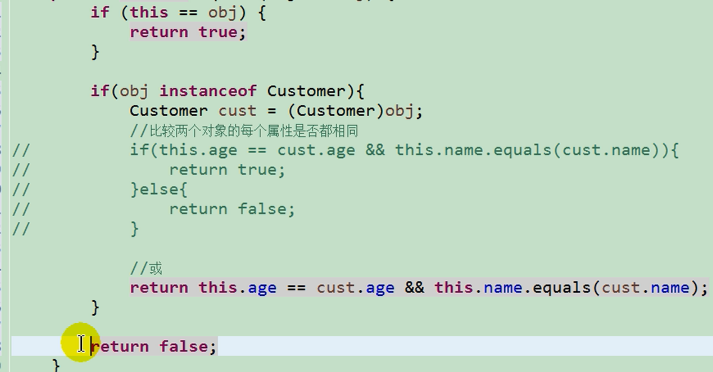 if (this == obj) {
return true;
}
if(obj instanceof Customer){
Customer cust = (Customer)obj;
//比较两个对象的每个属性是否都相同
// if(this.age == cust.age && this.name.equals(cust.name)){
// return true;
// }else{
// return false;
// }
//或
return this.age == cust.age && this.name.equals(cust.name);
}
return false;
}